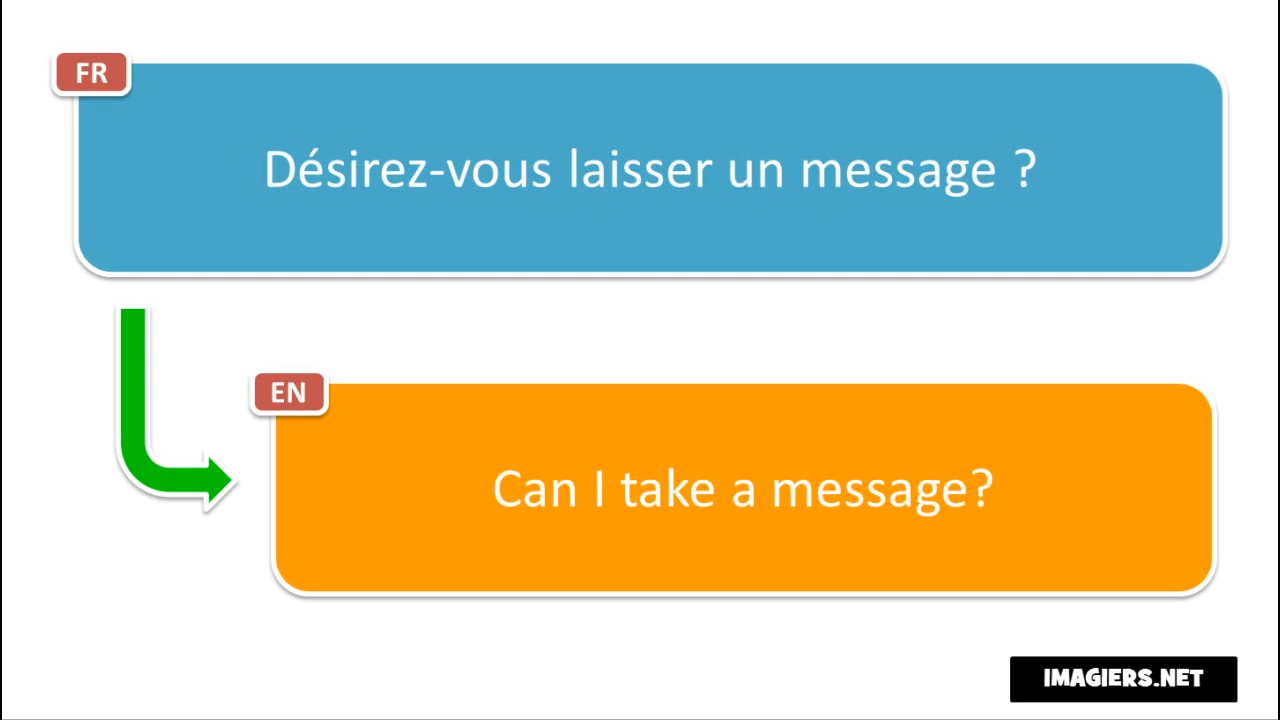 FR
Désirez-vous laisser un message ?
EN
Can I take a message?
IMAGIERS.NET